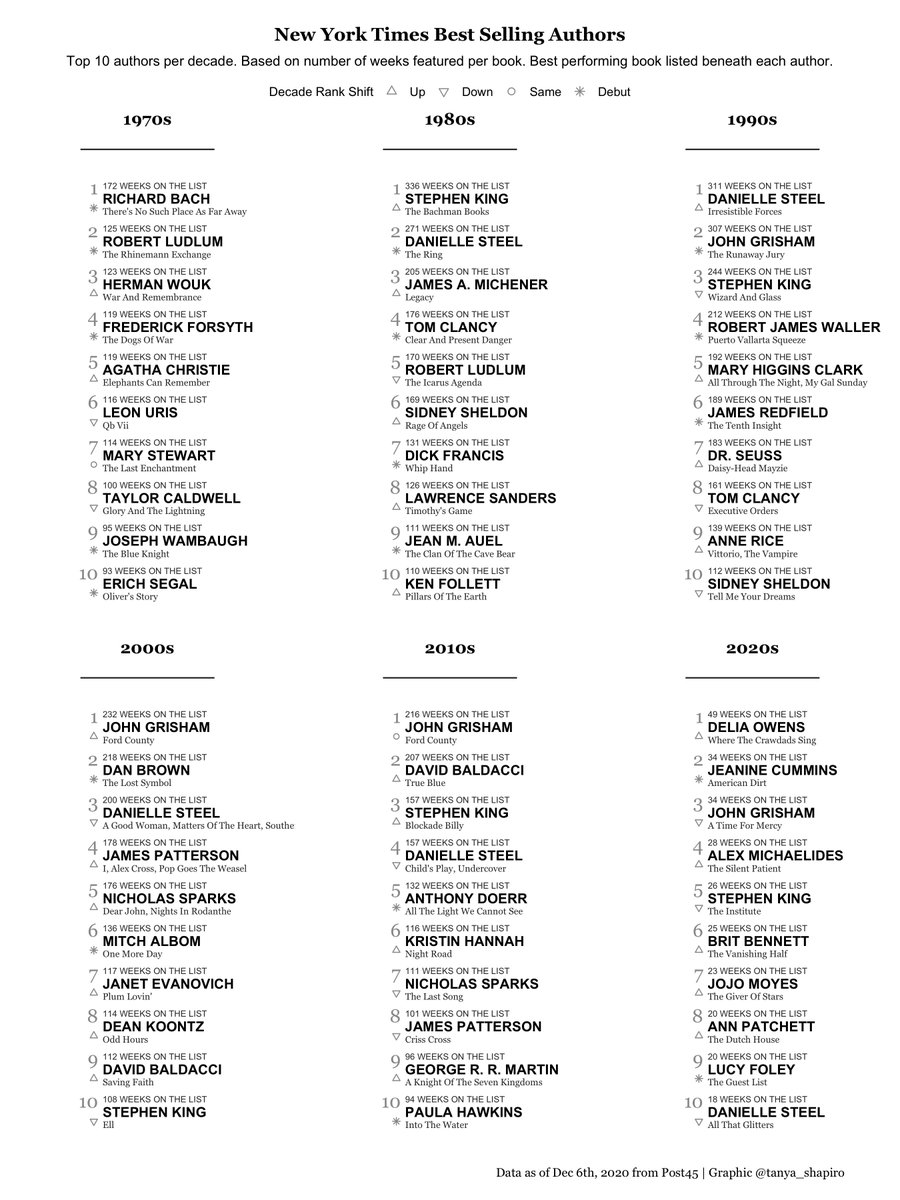 New York Times Best Selling Authors
Top 10 authors per decade. Based on number of weeks featured per book. Best performing book listed beneath each author.
Decade Rank Shift △ Up ▽ Down ○ Same ✳ Debut
1970s
1 172 WEEKS ON THE LIST
RICHARD BACH
✳ There's No Such Place As Far Away
2 125 WEEKS ON THE LIST
ROBERT LUDLUM
✳ The Rhinemann Exchange
3 123 WEEKS ON THE LIST
HERMAN WOUK
△ War And Remembrance
4 119 WEEKS ON THE LIST
FREDERICK FORSYTH
✳ The Dogs Of War
5 119 WEEKS ON THE LIST
AGATHA CHRISTIE
△ Elephants Can Remember
6 116 WEEKS ON THE LIST
LEON URIS
▽ Qb Vii
7 114 WEEKS ON THE LIST
MARY STEWART
○ The Last Enchantment
8 100 WEEKS ON THE LIST
TAYLOR CALDWELL
▽ Glory And The Lightning
9 95 WEEKS ON THE LIST
JOSEPH WAMBAUGH
✳ The Blue Knight
10 93 WEEKS ON THE LIST
ERICH SEGAL
✳ Oliver's Story
1980s
1 336 WEEKS ON THE LIST
STEPHEN KING
△ The Bachman Books
2 271 WEEKS ON THE LIST
DANIELLE STEEL
✳ The Ring
3 205 WEEKS ON THE LIST
JAMES A. MICHENER
△ Legacy
4 176 WEEKS ON THE LIST
TOM CLANCY
✳ Clear And Present Danger
5 170 WEEKS ON THE LIST
ROBERT LUDLUM
▽ The Icarus Agenda
6 169 WEEKS ON THE LIST
SIDNEY SHELDON
△ Rage Of Angels
7 131 WEEKS ON THE LIST
DICK FRANCIS
✳ Whip Hand
8 126 WEEKS ON THE LIST
LAWRENCE SANDERS
△ Timothy's Game
9 111 WEEKS ON THE LIST
JEAN M. AUEL
✳ The Clan Of The Cave Bear
10 110 WEEKS ON THE LIST
KEN FOLLETT
△ Pillars Of The Earth
1990s
1 311 WEEKS ON THE LIST
DANIELLE STEEL
△ Irresistible Forces
2 307 WEEKS ON THE LIST
JOHN GRISHAM
✳ The Runaway Jury
3 244 WEEKS ON THE LIST
STEPHEN KING
▽ Wizard And Glass
4 212 WEEKS ON THE LIST
ROBERT JAMES WALLER
✳ Puerto Vallarta Squeeze
5 192 WEEKS ON THE LIST
MARY HIGGINS CLARK
△ All Through The Night, My Gal Sunday
6 189 WEEKS ON THE LIST
JAMES REDFIELD
✳ The Tenth Insight
7 183 WEEKS ON THE LIST
DR. SEUSS
△ Daisy-Head Mayzie
8 161 WEEKS ON THE LIST
TOM CLANCY
▽ Executive Orders
9 139 WEEKS ON THE LIST
ANNE RICE
△ Vittorio, The Vampire
10 112 WEEKS ON THE LIST
SIDNEY SHELDON
▽ Tell Me Your Dreams
2000s
1 232 WEEKS ON THE LIST
JOHN GRISHAM
△ Ford County
2 218 WEEKS ON THE LIST
DAN BROWN
✳ The Lost Symbol
3 200 WEEKS ON THE LIST
DANIELLE STEEL
▽ A Good Woman, Matters Of The Heart, Southe
4 178 WEEKS ON THE LIST
JAMES PATTERSON
△ I, Alex Cross, Pop Goes The Weasel
5 176 WEEKS ON THE LIST
NICHOLAS SPARKS
△ Dear John, Nights In Rodanthe
6 136 WEEKS ON THE LIST
MITCH ALBOM
✳ One More Day
7 117 WEEKS ON THE LIST
JANET EVANOVICH
△ Plum Lovin'
8 114 WEEKS ON THE LIST
DEAN KOONTZ
△ Odd Hours
9 112 WEEKS ON THE LIST
DAVID BALDACCI
△ Saving Faith
10 108 WEEKS ON THE LIST
STEPHEN KING
▽ Ell
2010s
1 216 WEEKS ON THE LIST
JOHN GRISHAM
○ Ford County
2 207 WEEKS ON THE LIST
DAVID BALDACCI
△ True Blue
3 157 WEEKS ON THE LIST
STEPHEN KING
△ Blockade Billy
4 157 WEEKS ON THE LIST
DANIELLE STEEL
▽ Child's Play, Undercover
5 132 WEEKS ON THE LIST
ANTHONY DOERR
✳ All The Light We Cannot See
6 116 WEEKS ON THE LIST
KRISTIN HANNAH
△ Night Road
7 111 WEEKS ON THE LIST
NICHOLAS SPARKS
▽ The Last Song
8 101 WEEKS ON THE LIST
JAMES PATTERSON
▽ Criss Cross
9 96 WEEKS ON THE LIST
GEORGE R. R. MARTIN
△ A Knight Of The Seven Kingdoms
10 94 WEEKS ON THE LIST
PAULA HAWKINS
✳ Into The Water
2020s
1 49 WEEKS ON THE LIST
DELIA OWENS
△ Where The Crawdads Sing
2 34 WEEKS ON THE LIST
JEANINE CUMMINS
✳ American Dirt
3 34 WEEKS ON THE LIST
JOHN GRISHAM
▽ A Time For Mercy
4 28 WEEKS ON THE LIST
ALEX MICHAELIDES
△ The Silent Patient
5 26 WEEKS ON THE LIST
STEPHEN KING
▽ The Institute
6 25 WEEKS ON THE LIST
BRIT BENNETT
△ The Vanishing Half
7 23 WEEKS ON THE LIST
JOJO MOYES
△ The Giver Of Stars
8 20 WEEKS ON THE LIST
ANN PATCHETT
△ The Dutch House
9 20 WEEKS ON THE LIST
LUCY FOLEY
✳ The Guest List
10 18 WEEKS ON THE LIST
DANIELLE STEEL
▽ All That Glitters
Data as of Dec 6th, 2020 from Post45 | Graphic @tanya_shapiro